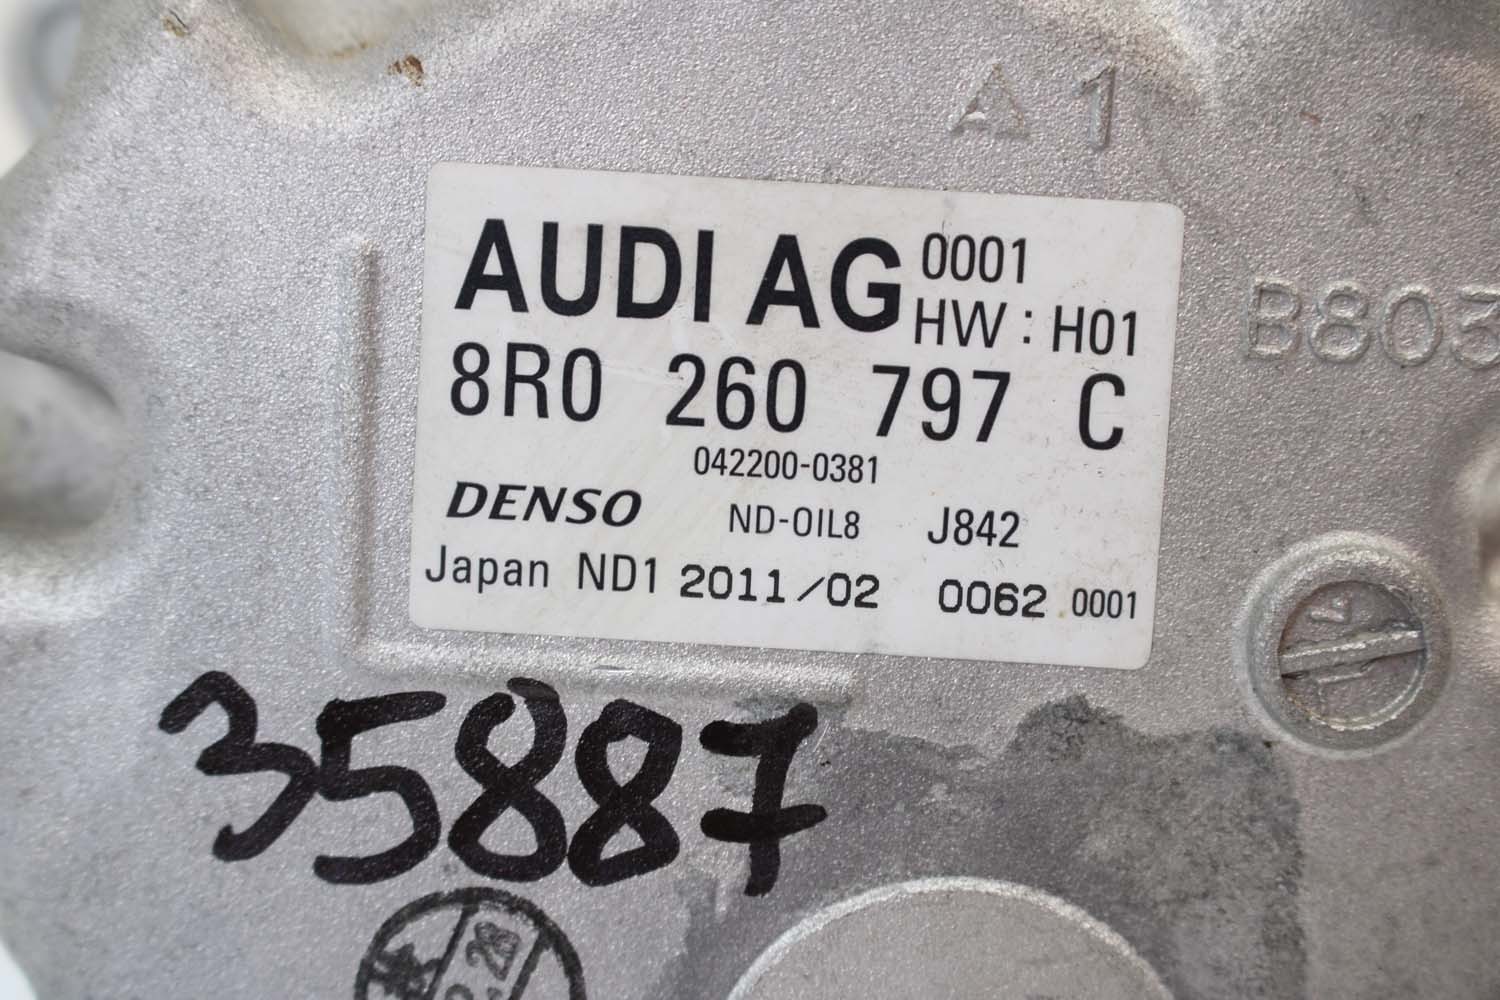 A1
AUDI AG 0001
HW : H01
8R0 260 797 C
042200-0381
DENSO ND-OIL8 J842
Japan ND1 2011/02 0062 0001
B803
35887
28